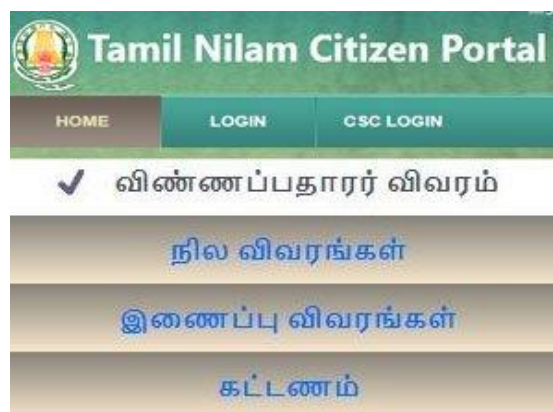 Tamil Nilam Citizen Portal
HOME LOGIN CSC LOGIN
விண்ணப்பதாரர் விவரம்
நில விவரங்கள்
இணைப்பு விவரங்கள்
கட்டணம்